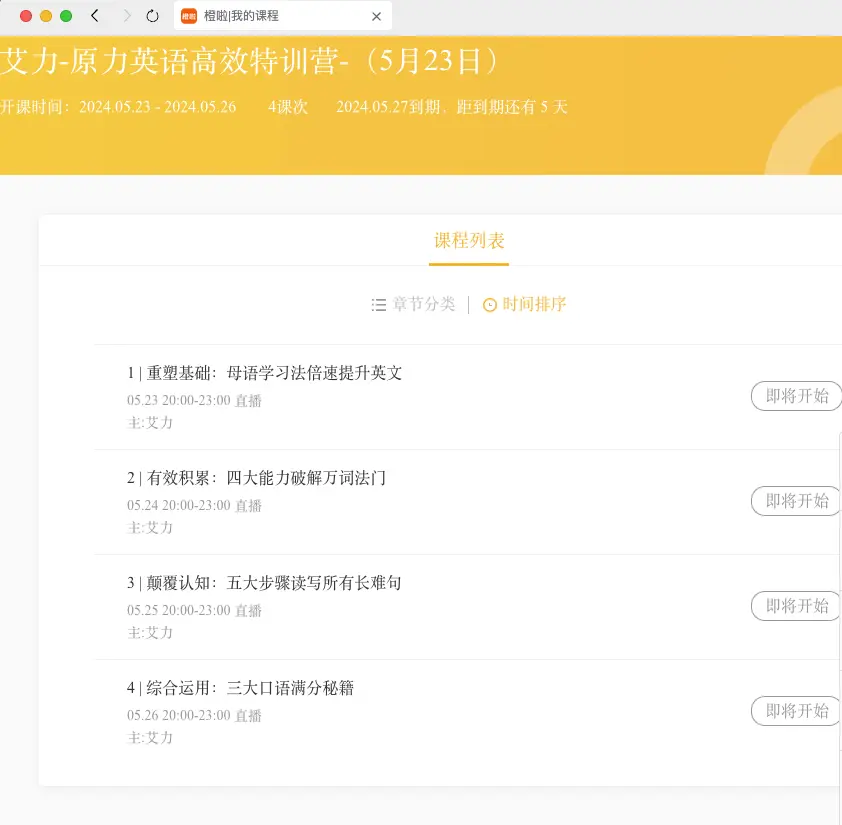 橙啦 橙啦|我的课程
艾力-原力英语高效特训营-（5月23日）
开课时间：2024.05.23 - 2024.05.26 4课次 2024.05.27到期，距到期还有 5 天
课程列表
章节分类 时间排序
1 | 重塑基础：母语学习法倍速提升英文
05.23 20:00-23:00 直播
主:艾力
即将开始
2 | 有效积累：四大能力破解万词法门
05.24 20:00-23:00 直播
主:艾力
即将开始
3 | 颠覆认知：五大步骤读写所有长难句
05.25 20:00-23:00 直播
主:艾力
即将开始
4 | 综合运用：三大口语满分秘籍
05.26 20:00-23:00 直播
主:艾力
即将开始